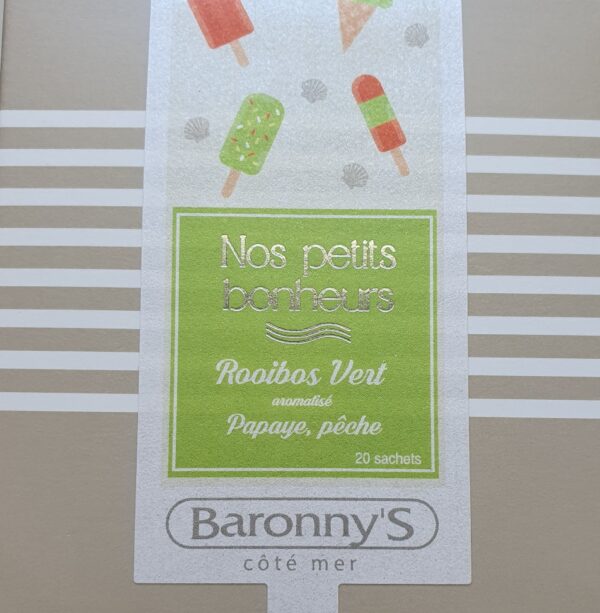 Nos petits
bonheurs
Rooibos Vert
aromatisé
Papaye, pêche
20 sachets
Baronny'S
côté mer